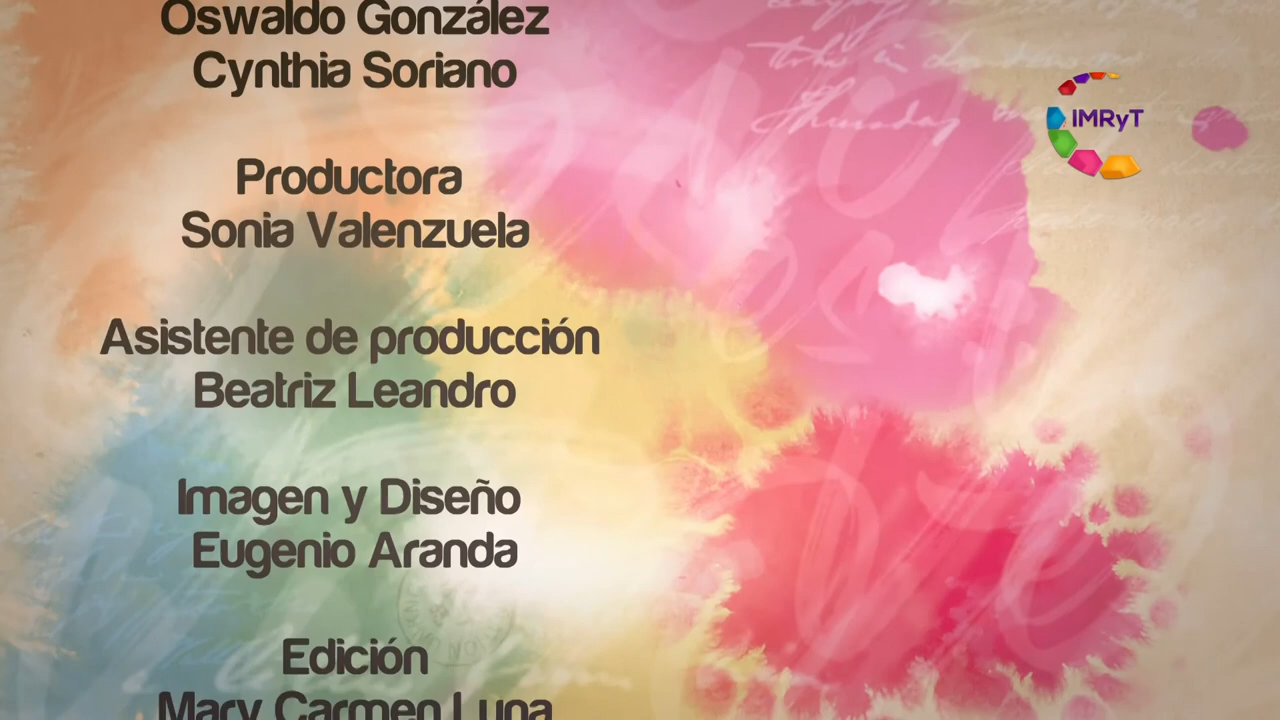 Oswaldo González
Cynthia Soriano
IMRyT
Productora
Sonia Valenzuela
Asistente de producción
Beatriz Leandro
Imagen y Diseño
Eugenio Aranda
Edición
Mary Carmen Luna
Thursday